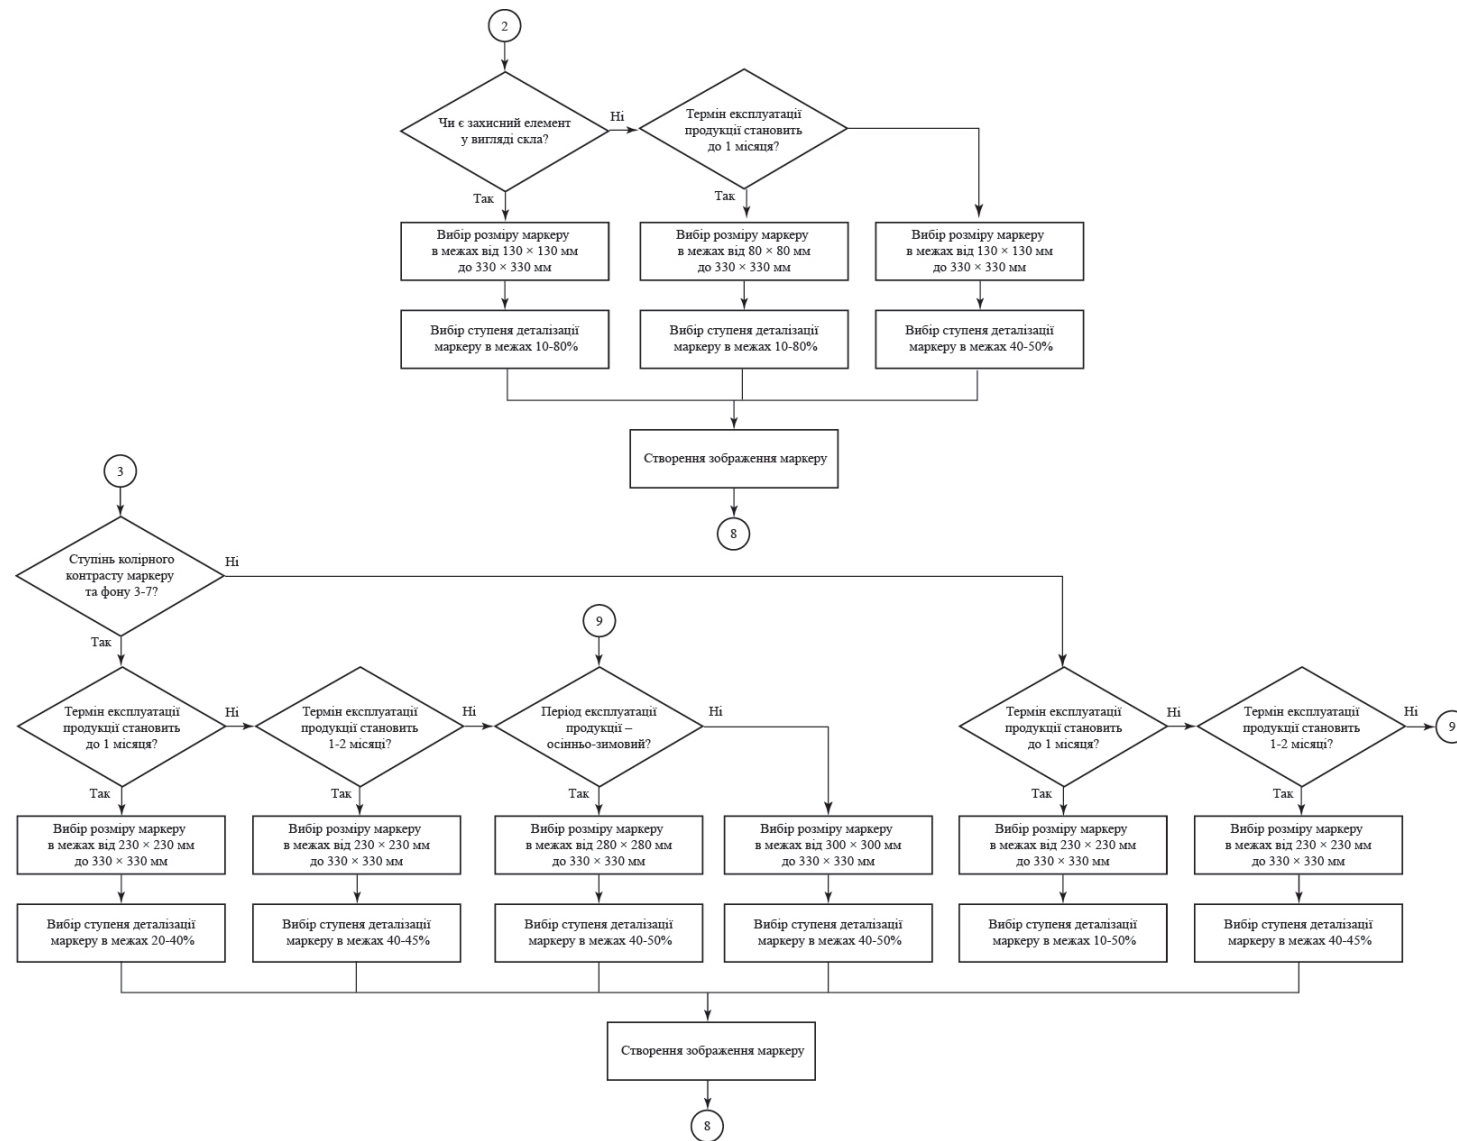 2
Чи є захисний елемент
у вигляді скла?
Ні
Термін експлуатації
продукції становить
до 1 місяця?
Так
Так
Вибір розміру маркеру
в межах від 130 × 130 мм
до 330 × 330 мм
Вибір розміру маркеру
в межах від 80 × 80 мм
до 330 × 330 мм
Вибір розміру маркеру
в межах від 130 × 130 мм
до 330 × 330 мм
Вибір ступеня деталізації
маркеру в межах 10-80%
Вибір ступеня деталізації
маркеру в межах 10-80%
Вибір ступеня деталізації
маркеру в межах 40-50%
Створення зображення маркеру
8
3
Ступінь колірного
контрасту маркеру
та фону 3-7?
Ні
Так
9
Термін експлуатації
продукції становить
до 1 місяця?
Ні
Термін експлуатації
продукції становить
1-2 місяці?
Ні
Період експлуатації
продукції –
осінньо-зимовий?
Ні
Термін експлуатації
продукції становить
до 1 місяця?
Ні
Термін експлуатації
продукції становить
1-2 місяці?
Ні
9
Так
Так
Так
Так
Так
Вибір розміру маркеру
в межах від 230 × 230 мм
до 330 × 330 мм
Вибір розміру маркеру
в межах від 230 × 230 мм
до 330 × 330 мм
Вибір розміру маркеру
в межах від 280 × 280 мм
до 330 × 330 мм
Вибір розміру маркеру
в межах від 300 × 300 мм
до 330 × 330 мм
Вибір розміру маркеру
в межах від 230 × 230 мм
до 330 × 330 мм
Вибір розміру маркеру
в межах від 230 × 230 мм
до 330 × 330 мм
Вибір ступеня деталізації
маркеру в межах 20-40%
Вибір ступеня деталізації
маркеру в межах 40-45%
Вибір ступеня деталізації
маркеру в межах 40-50%
Вибір ступеня деталізації
маркеру в межах 40-50%
Вибір ступеня деталізації
маркеру в межах 10-50%
Вибір ступеня деталізації
маркеру в межах 40-45%
Створення зображення маркеру
8